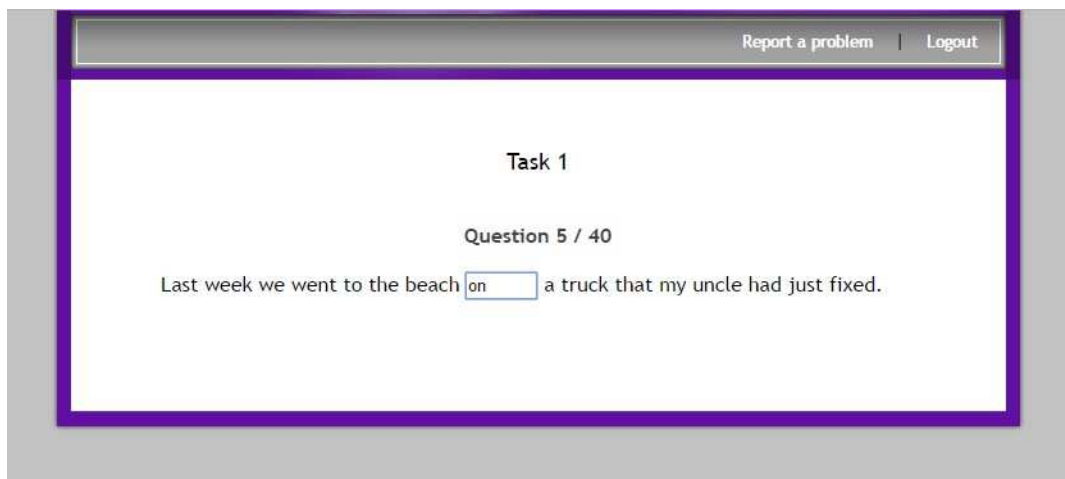 Report a problem | Logout
Task 1
Question 5 / 40
Last week we went to the beach on a truck that my uncle had just fixed.